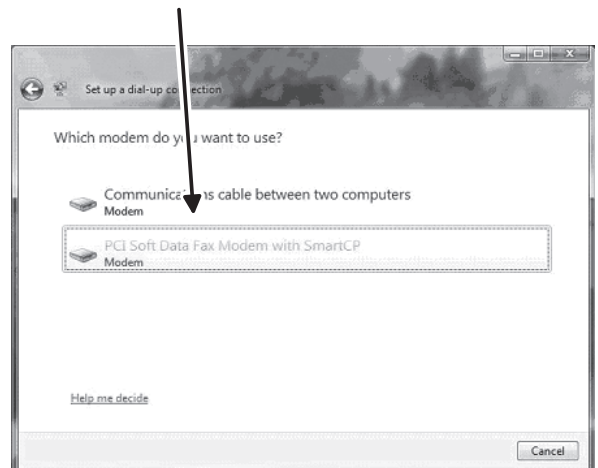 Set up a dial-up connection
Which modem do you want to use?
Communications cable between two computers
Modem
PCI Soft Data Fax Modem with SmartCP
Modem
Help me decide
Cancel